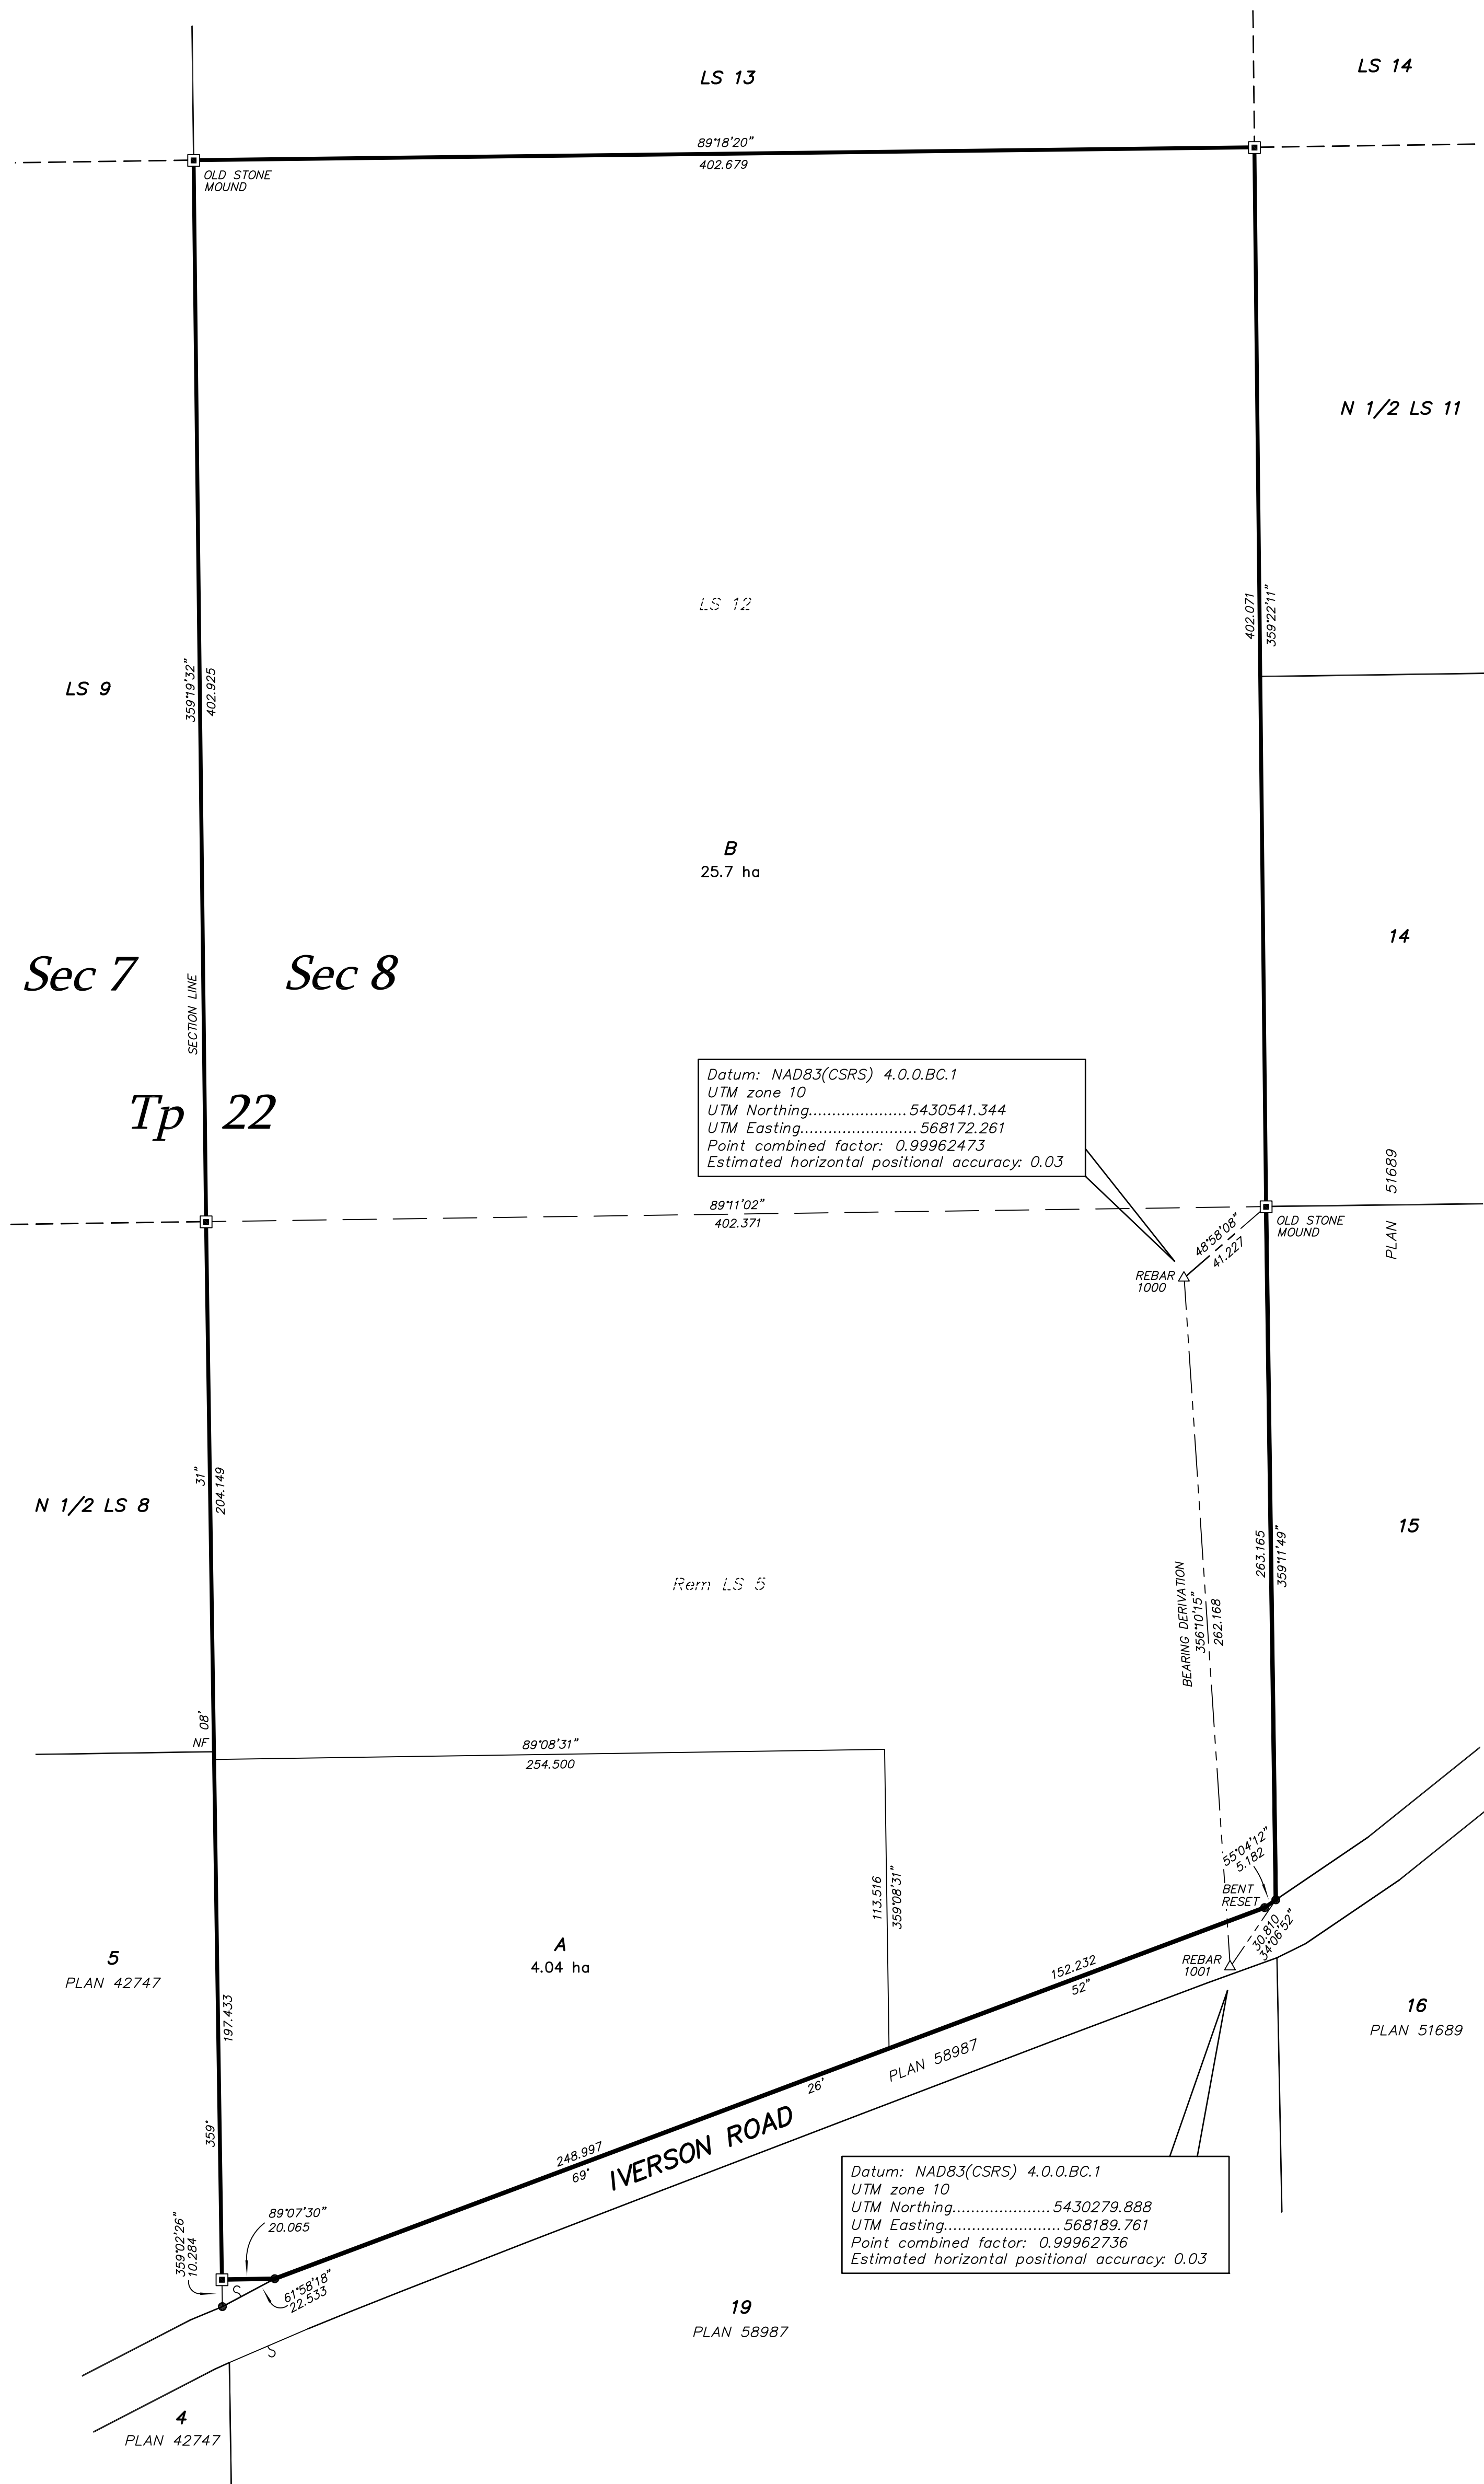 LS 13
LS 14
89°18'20"
402.679
OLD STONE
MOUND
N 1/2 LS 11
402.071
359°22'11"
LS 12
LS 9
359°19'32"
402.925
B
25.7 ha
14
Sec 7
Sec 8
SECTION LINE
Tp 22
Datum: NAD83(CSRS) 4.0.0.BC.1
UTM zone 10
UTM Northing.....................5430541.344
UTM Easting.........................568172.261
Point combined factor: 0.99962473
Estimated horizontal positional accuracy: 0.03
89°11'02"
402.371
PLAN 51689
OLD STONE
MOUND
48°58'08"
41.227
REBAR
1000
31"
204.149
N 1/2 LS 8
15
263.165
359°11'49"
Rem LS 5
BEARING DERIVATION
356°10'15"
262.168
08'
NF
89°08'31"
254.500
55°04'12"
5.182
BENT
RESET
113.516
359°08'31"
30.810
34°06'52"
A
4.04 ha
5
PLAN 42747
152.232
52"
REBAR
1001
197.433
16
PLAN 51689
PLAN 58987
26'
IVERSON ROAD
248.997
69°
359°
Datum: NAD83(CSRS) 4.0.0.BC.1
UTM zone 10
UTM Northing.....................5430279.888
UTM Easting.........................568189.761
Point combined factor: 0.99962736
Estimated horizontal positional accuracy: 0.03
89°07'30"
20.065
359°02'26"
10.284
61°58'18"
22.533
S
S
19
PLAN 58987
4
PLAN 42747